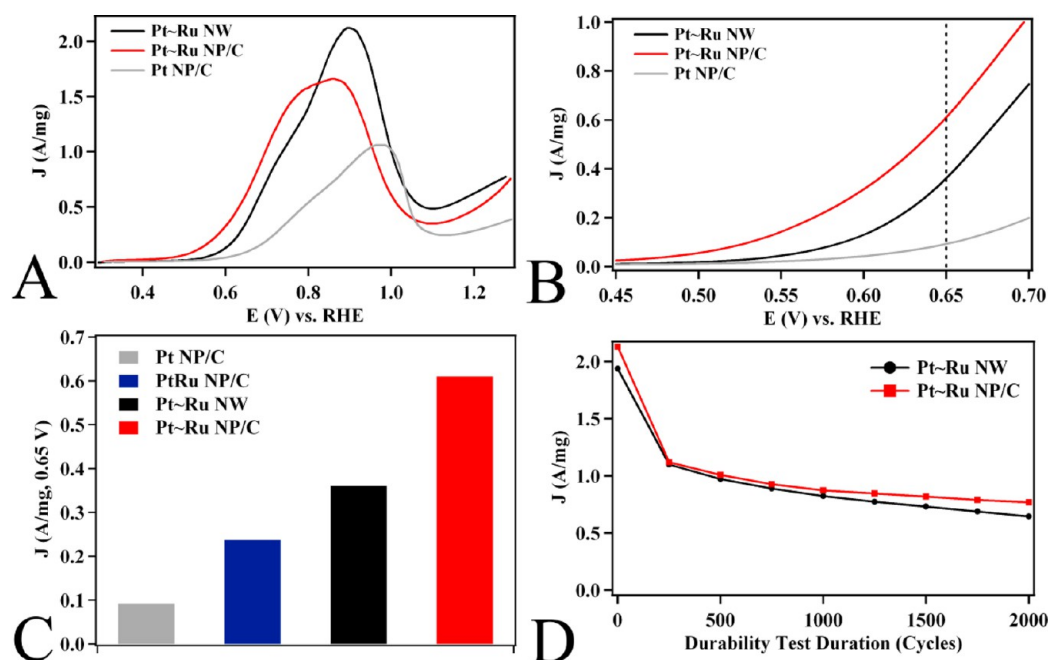 J (A/mg)
2.0
1.5
1.0
0.5
0.0
Pt~Ru NW
Pt~Ru NP/C
Pt NP/C
0.4 0.6 0.8 1.0 1.2
E (V) vs. RHE
A
J (A/mg)
1.0
0.8
0.6
0.4
0.2
0.0
Pt~Ru NW
Pt~Ru NP/C
Pt NP/C
0.45 0.50 0.55 0.60 0.65 0.70
E (V) vs. RHE
B
J (A/mg, 0.65 V)
0.7
0.6
0.5
0.4
0.3
0.2
0.1
0.0
Pt NP/C
PtRu NP/C
Pt~Ru NW
Pt~Ru NP/C
C
J (A/mg)
2.0
1.5
1.0
0.5
0.0
Pt~Ru NW
Pt~Ru NP/C
0 500 1000 1500 2000
Durability Test Duration (Cycles)
D